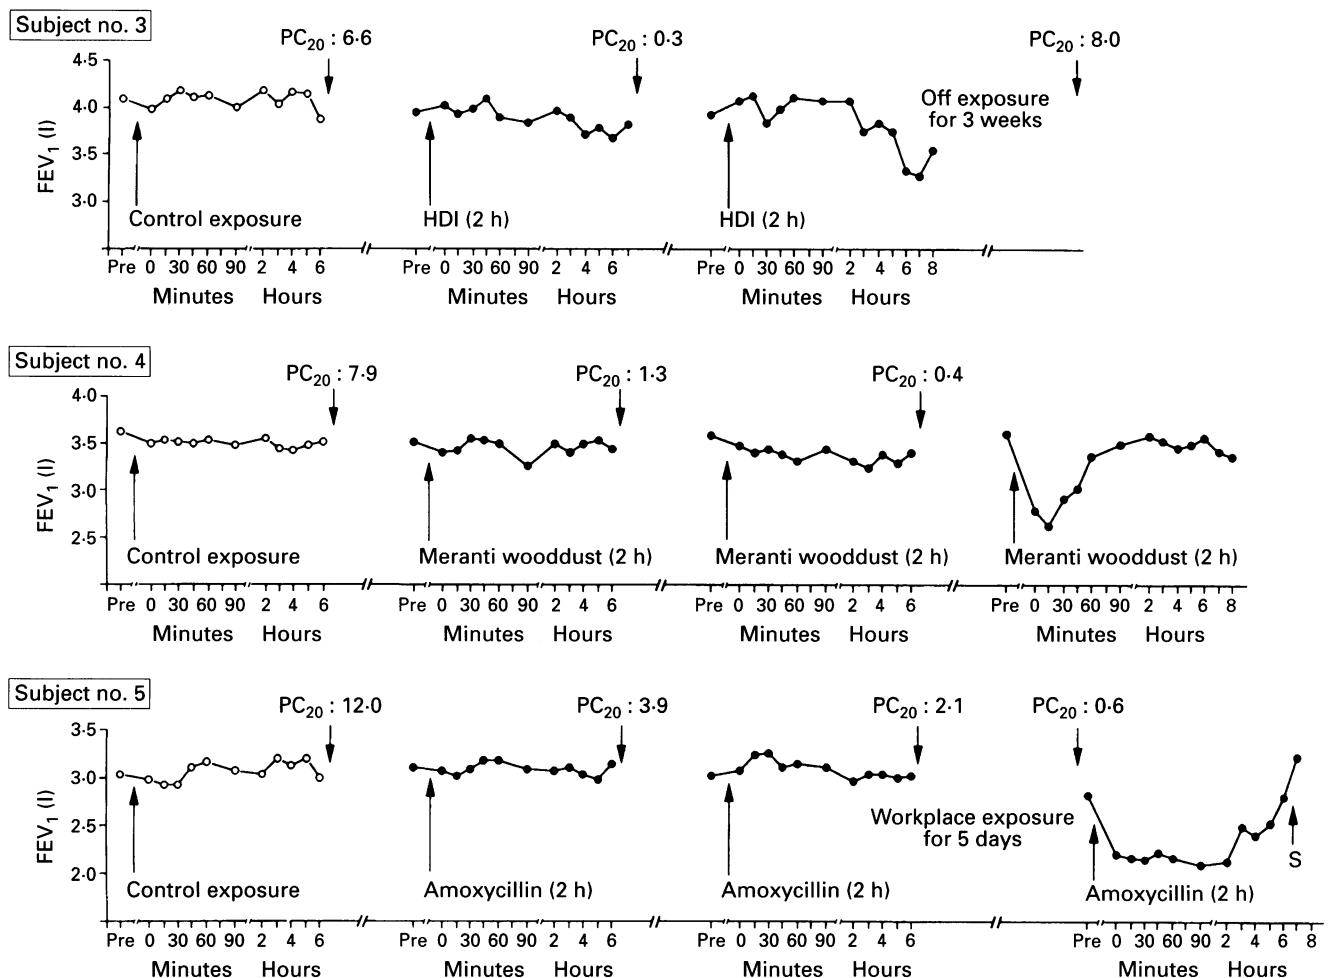 Subject no. 3
PC20 : 6·6
PC20 : 0·3
PC20 : 8·0
4·5
4·0
3·5
3·0
FEV1 (l)
Off exposure
for 3 weeks
Control exposure
HDI (2 h)
HDI (2 h)
Pre 0 30 60 90 2 4 6
Pre 0 30 60 90 2 4 6
Pre 0 30 60 90 2 4 6 8
Minutes Hours
Minutes Hours
Minutes Hours
Subject no. 4
PC20 : 7·9
PC20 : 1·3
PC20 : 0·4
4·0
3·5
3·0
2·5
FEV1 (l)
Control exposure
Meranti wooddust (2 h)
Meranti wooddust (2 h)
Meranti wooddust (2 h)
Pre 0 30 60 90 2 4 6
Pre 0 30 60 90 2 4 6
Pre 0 30 60 90 2 4 6
Pre 0 30 60 90 2 4 6 8
Minutes Hours
Minutes Hours
Minutes Hours
Minutes Hours
Subject no. 5
PC20 : 12·0
PC20 : 3·9
PC20 : 2·1
PC20 : 0·6
3·5
3·0
2·5
2·0
FEV1 (l)
Workplace exposure
for 5 days
S
Control exposure
Amoxycillin (2 h)
Amoxycillin (2 h)
Amoxycillin (2 h)
Pre 0 30 60 90 2 4 6
Pre 0 30 60 90 2 4 6
Pre 0 30 60 90 2 4 6
Pre 0 30 60 90 2 4 6 8
Minutes Hours
Minutes Hours
Minutes Hours
Minutes Hours